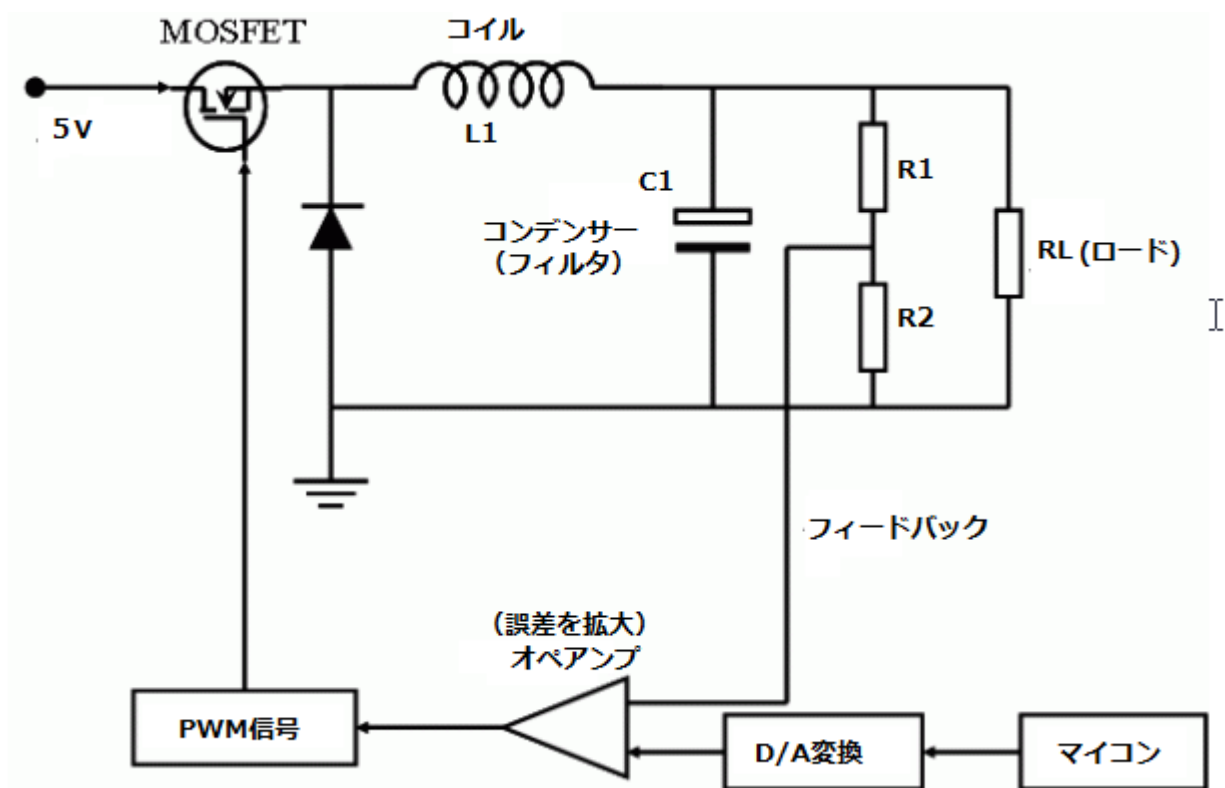 MOSFET
コイル
5V
L1
C1
R1
コンデンサー
（フィルタ）
RL (ロード)
R2
フィードバック
（誤差を拡大）
オペアンプ
PWM信号
D/A変換
マイコン